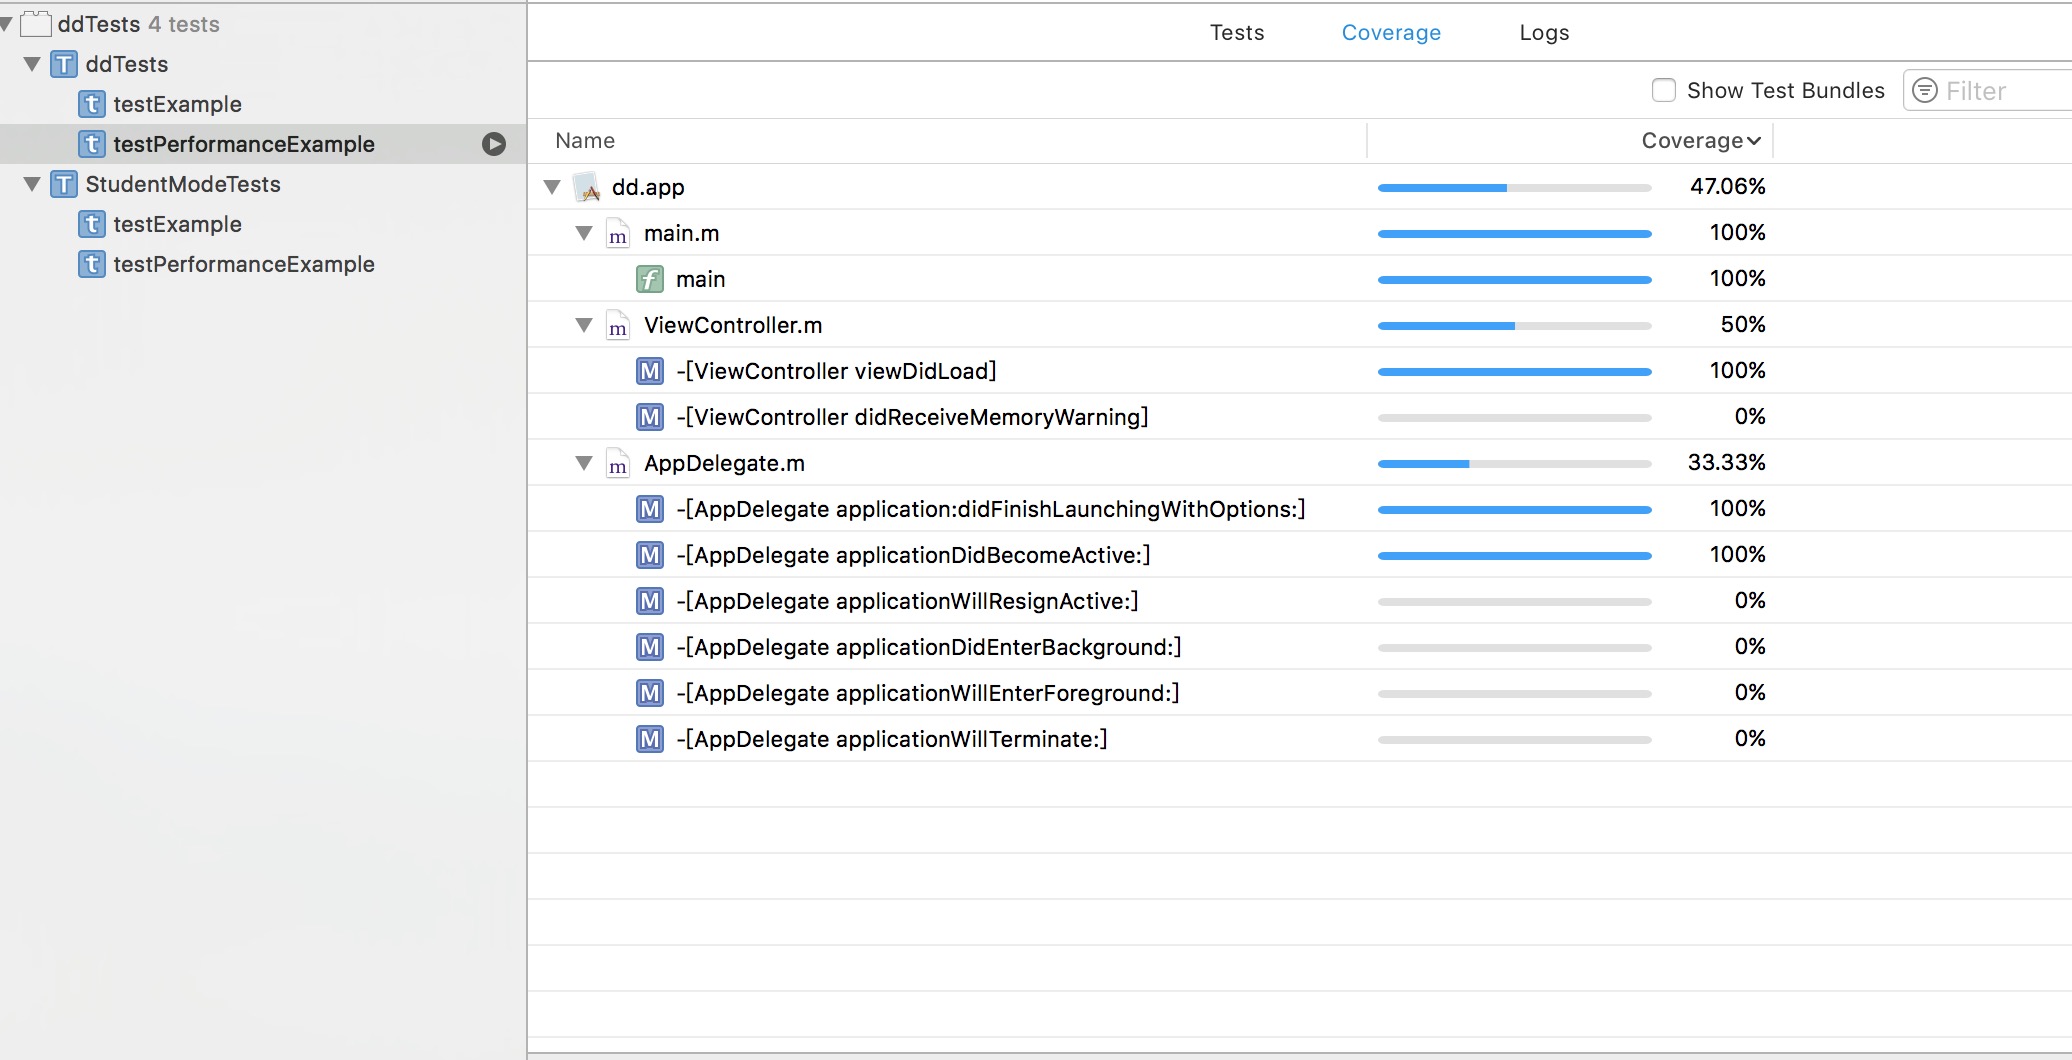 ddTests 4 tests
ddTests
testExample
testPerformanceExample
StudentModeTests
testExample
testPerformanceExample
Tests Coverage Logs
Show Test Bundles Filter
Name Coverage
dd.app 47.06%
main.m 100%
main 100%
ViewController.m 50%
-[ViewController viewDidLoad] 100%
-[ViewController didReceiveMemoryWarning] 0%
AppDelegate.m 33.33%
-[AppDelegate application:didFinishLaunchingWithOptions:] 100%
-[AppDelegate applicationDidBecomeActive:] 100%
-[AppDelegate applicationWillResignActive:] 0%
-[AppDelegate applicationDidEnterBackground:] 0%
-[AppDelegate applicationWillEnterForeground:] 0%
-[AppDelegate applicationWillTerminate:] 0%